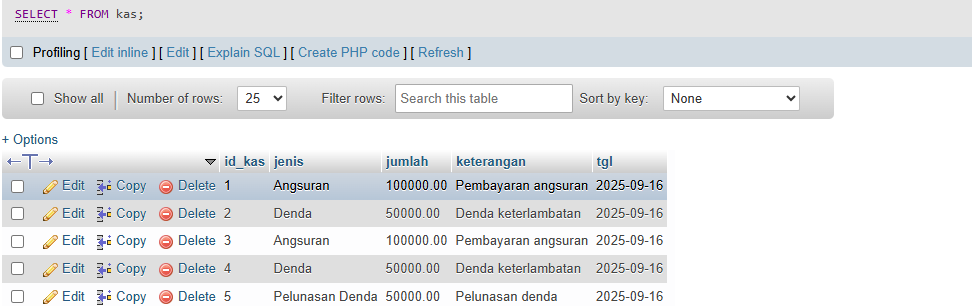 SELECT * FROM kas;
Profiling [ Edit inline ] [ Edit ] [ Explain SQL ] [ Create PHP code ] [ Refresh ]
Show all Number of rows: 25 Filter rows: Search this table Sort by key: None
+ Options
←T→ id_kas jenis jumlah keterangan tgl
Edit Copy Delete 1 Angsuran 100000.00 Pembayaran angsuran 2025-09-16
Edit Copy Delete 2 Denda 50000.00 Denda keterlambatan 2025-09-16
Edit Copy Delete 3 Angsuran 100000.00 Pembayaran angsuran 2025-09-16
Edit Copy Delete 4 Denda 50000.00 Denda keterlambatan 2025-09-16
Edit Copy Delete 5 Pelunasan Denda 50000.00 Pelunasan denda 2025-09-16